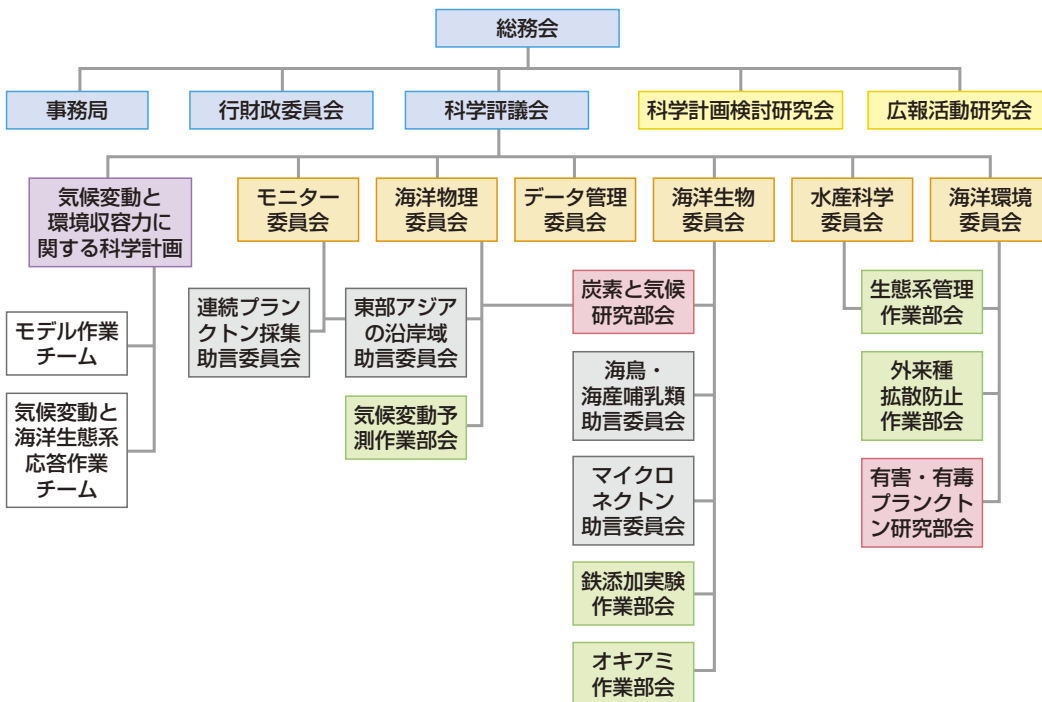 総務会
事務局
行財政委員会
科学評議会
科学計画検討研究会
広報活動研究会
気候変動と
環境収容力に
関する科学計画
モニター
委員会
海洋物理
委員会
データ管理
委員会
海洋生物
委員会
水産科学
委員会
海洋環境
委員会
モデル作業
チーム
気候変動と
海洋生態系
応答作業
チーム
連続プラン
クトン採集
助言委員会
東部アジア
の沿岸域
助言委員会
気候変動予
測作業部会
炭素と気候
研究部会
海鳥・
海産哺乳類
助言委員会
マイクロ
ネクトン
助言委員会
鉄添加実験
作業部会
オキアミ
作業部会
生態系管理
作業部会
外来種
拡散防止
作業部会
有害・有毒
プランクト
ン研究部会